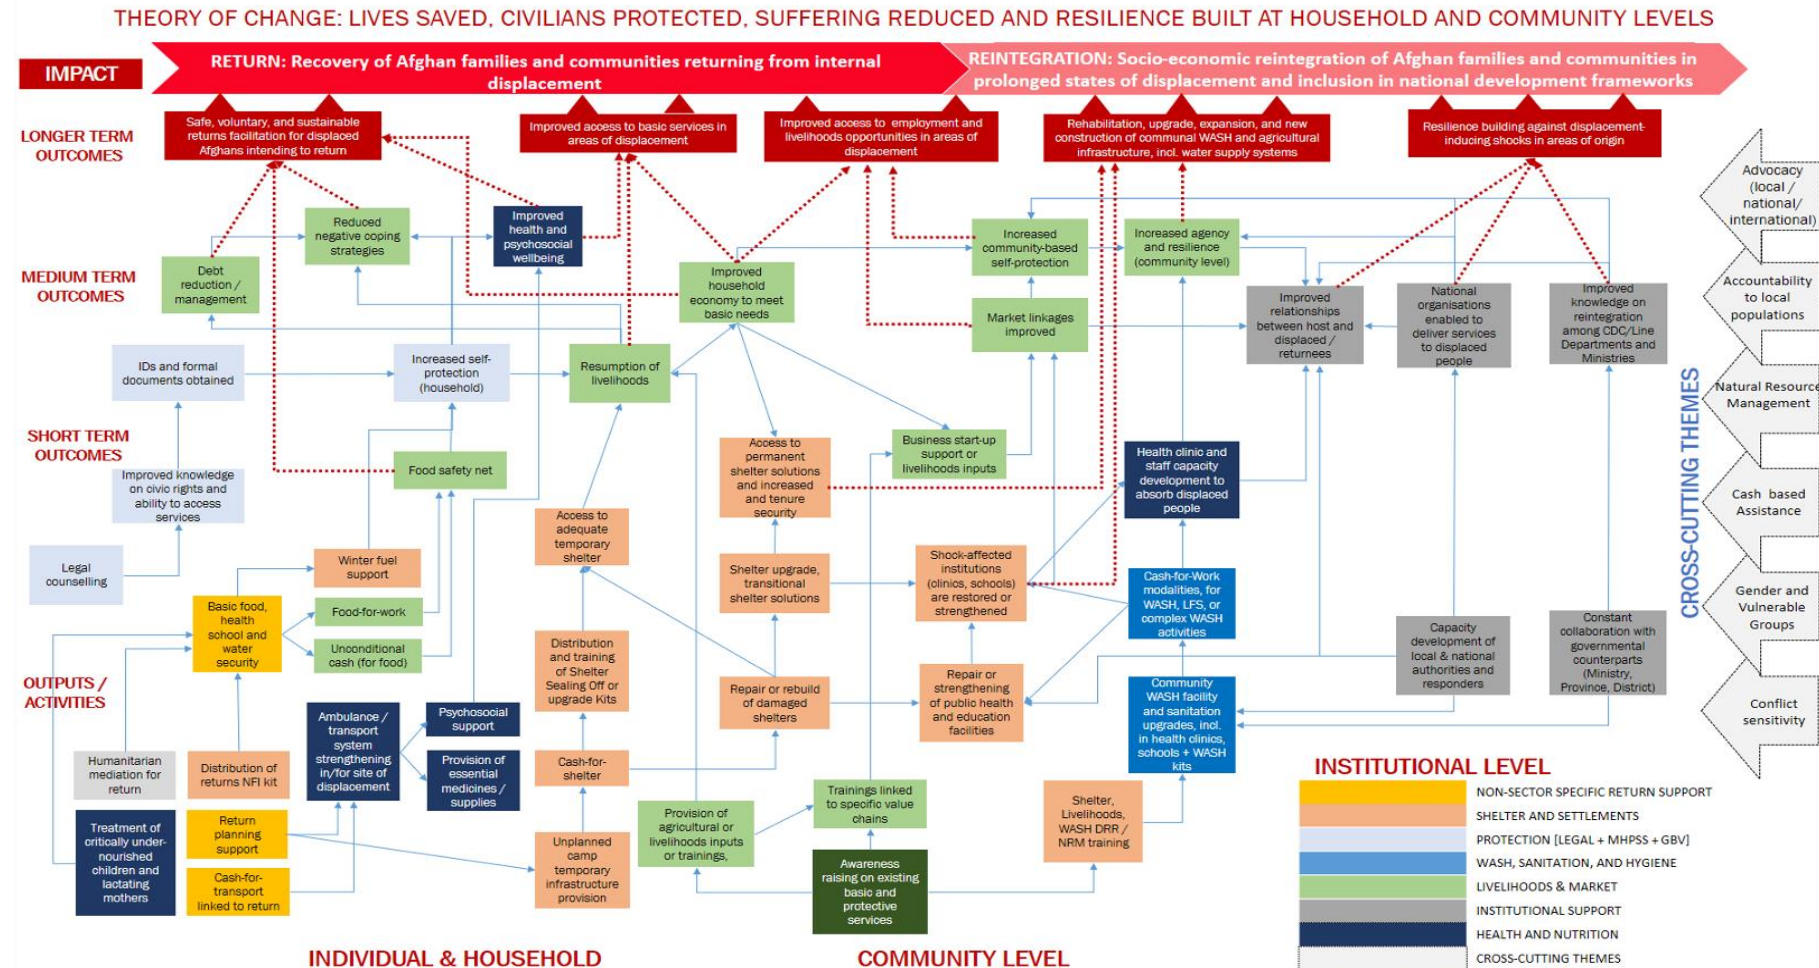 THEORY OF CHANGE: LIVES SAVED, CIVILIANS PROTECTED, SUFFERING REDUCED AND RESILIENCE BUILT AT HOUSEHOLD AND COMMUNITY LEVELS
IMPACT
RETURN: Recovery of Afghan families and communities returning from internal
displacement
REINTEGRATION: Socio-economic reintegration of Afghan families and communities in
prolonged states of displacement and inclusion in national development frameworks
LONGER TERM
OUTCOMES
Safe, voluntary, and sustainable
returns facilitation for displaced
Afghans intending to return
Improved access to basic services in
areas of displacement
Improved access to employment and
livelihoods opportunities in areas of
displacement
Rehabilitation, upgrade, expansion, and new
construction of communal WASH and agricultural
infrastructure, incl. water supply systems
Resilience building against displacement-
inducing shocks in areas of origin
MEDIUM TERM
OUTCOMES
Debt
reduction /
management
Reduced
negative coping
strategies
Improved
health and
psychosocial
wellbeing
Improved
household
economy to meet
basic needs
Increased
community-based
self-protection
Increased agency
and resilience
(community level)
Market linkages
improved
Improved
relationships
between host and
displaced /
returnees
National
organisations
enabled to
deliver services
to displaced
people
Improved
knowledge on
reintegration
among CDC/Line
Departments and
Ministries
IDs and formal
documents obtained
Increased self-
protection
(household)
Resumption of
livelihoods
SHORT TERM
OUTCOMES
Improved knowledge
on civic rights and
ability to access
services
Food safety net
Access to
permanent
shelter solutions
and increased
and tenure
security
Business start-up
support or
livelihoods inputs
Health clinic and
staff capacity
development to
absorb displaced
people
Legal
counselling
Winter fuel
support
Access to
adequate
temporary
shelter
Shelter upgrade,
transitional
shelter solutions
Shock-affected
institutions
(clinics, schools)
are restored or
strengthened
Cash-for-Work
modalities, for
WASH, LFS, or
complex WASH
activities
Basic food,
health
school and
water
security
Food-for-work
Unconditional
cash (for food)
Distribution
and training
of Shelter
Sealing Off or
upgrade Kits
Capacity
development of
local & national
authorities and
responders
Constant
collaboration with
governmental
counterparts
(Ministry,
Province, District)
OUTPUTS /
ACTIVITIES
Repair or rebuild
of damaged
shelters
Repair or
strengthening
of public health
and education
facilities
Community
WASH facility
and sanitation
upgrades, incl.
in health clinics,
schools + WASH
kits
Ambulance /
transport
system
strengthening
in/for site of
displacement
Psychosocial
support
Provision of
essential
medicines /
supplies
Humanitarian
mediation for
return
Distribution of
returns NFI kit
Cash-for-
shelter
Treatment of
critically under-
nourished
children and
lactating
mothers
Return
planning
support
Cash-for-
transport
linked to return
Unplanned
camp
temporary
infrastructure
provision
Provision of
agricultural or
livelihoods inputs
or trainings,
Trainings linked
to specific value
chains
Awareness
raising on existing
basic and
protective
services
Shelter,
Livelihoods,
WASH DRR /
NRM training
INDIVIDUAL & HOUSEHOLD
COMMUNITY LEVEL
CROSS-CUTTING THEMES
Advocacy
(local /
national/
international)
Accountability
to local
populations
Natural Resource
Management
Cash based
Assistance
Gender and
Vulnerable
Groups
Conflict
sensitivity
INSTITUTIONAL LEVEL
NON-SECTOR SPECIFIC RETURN SUPPORT
SHELTER AND SETTLEMENTS
PROTECTION [LEGAL + MHPSS + GBV]
WASH, SANITATION, AND HYGIENE
LIVELIHOODS & MARKET
INSTITUTIONAL SUPPORT
HEALTH AND NUTRITION
CROSS-CUTTING THEMES